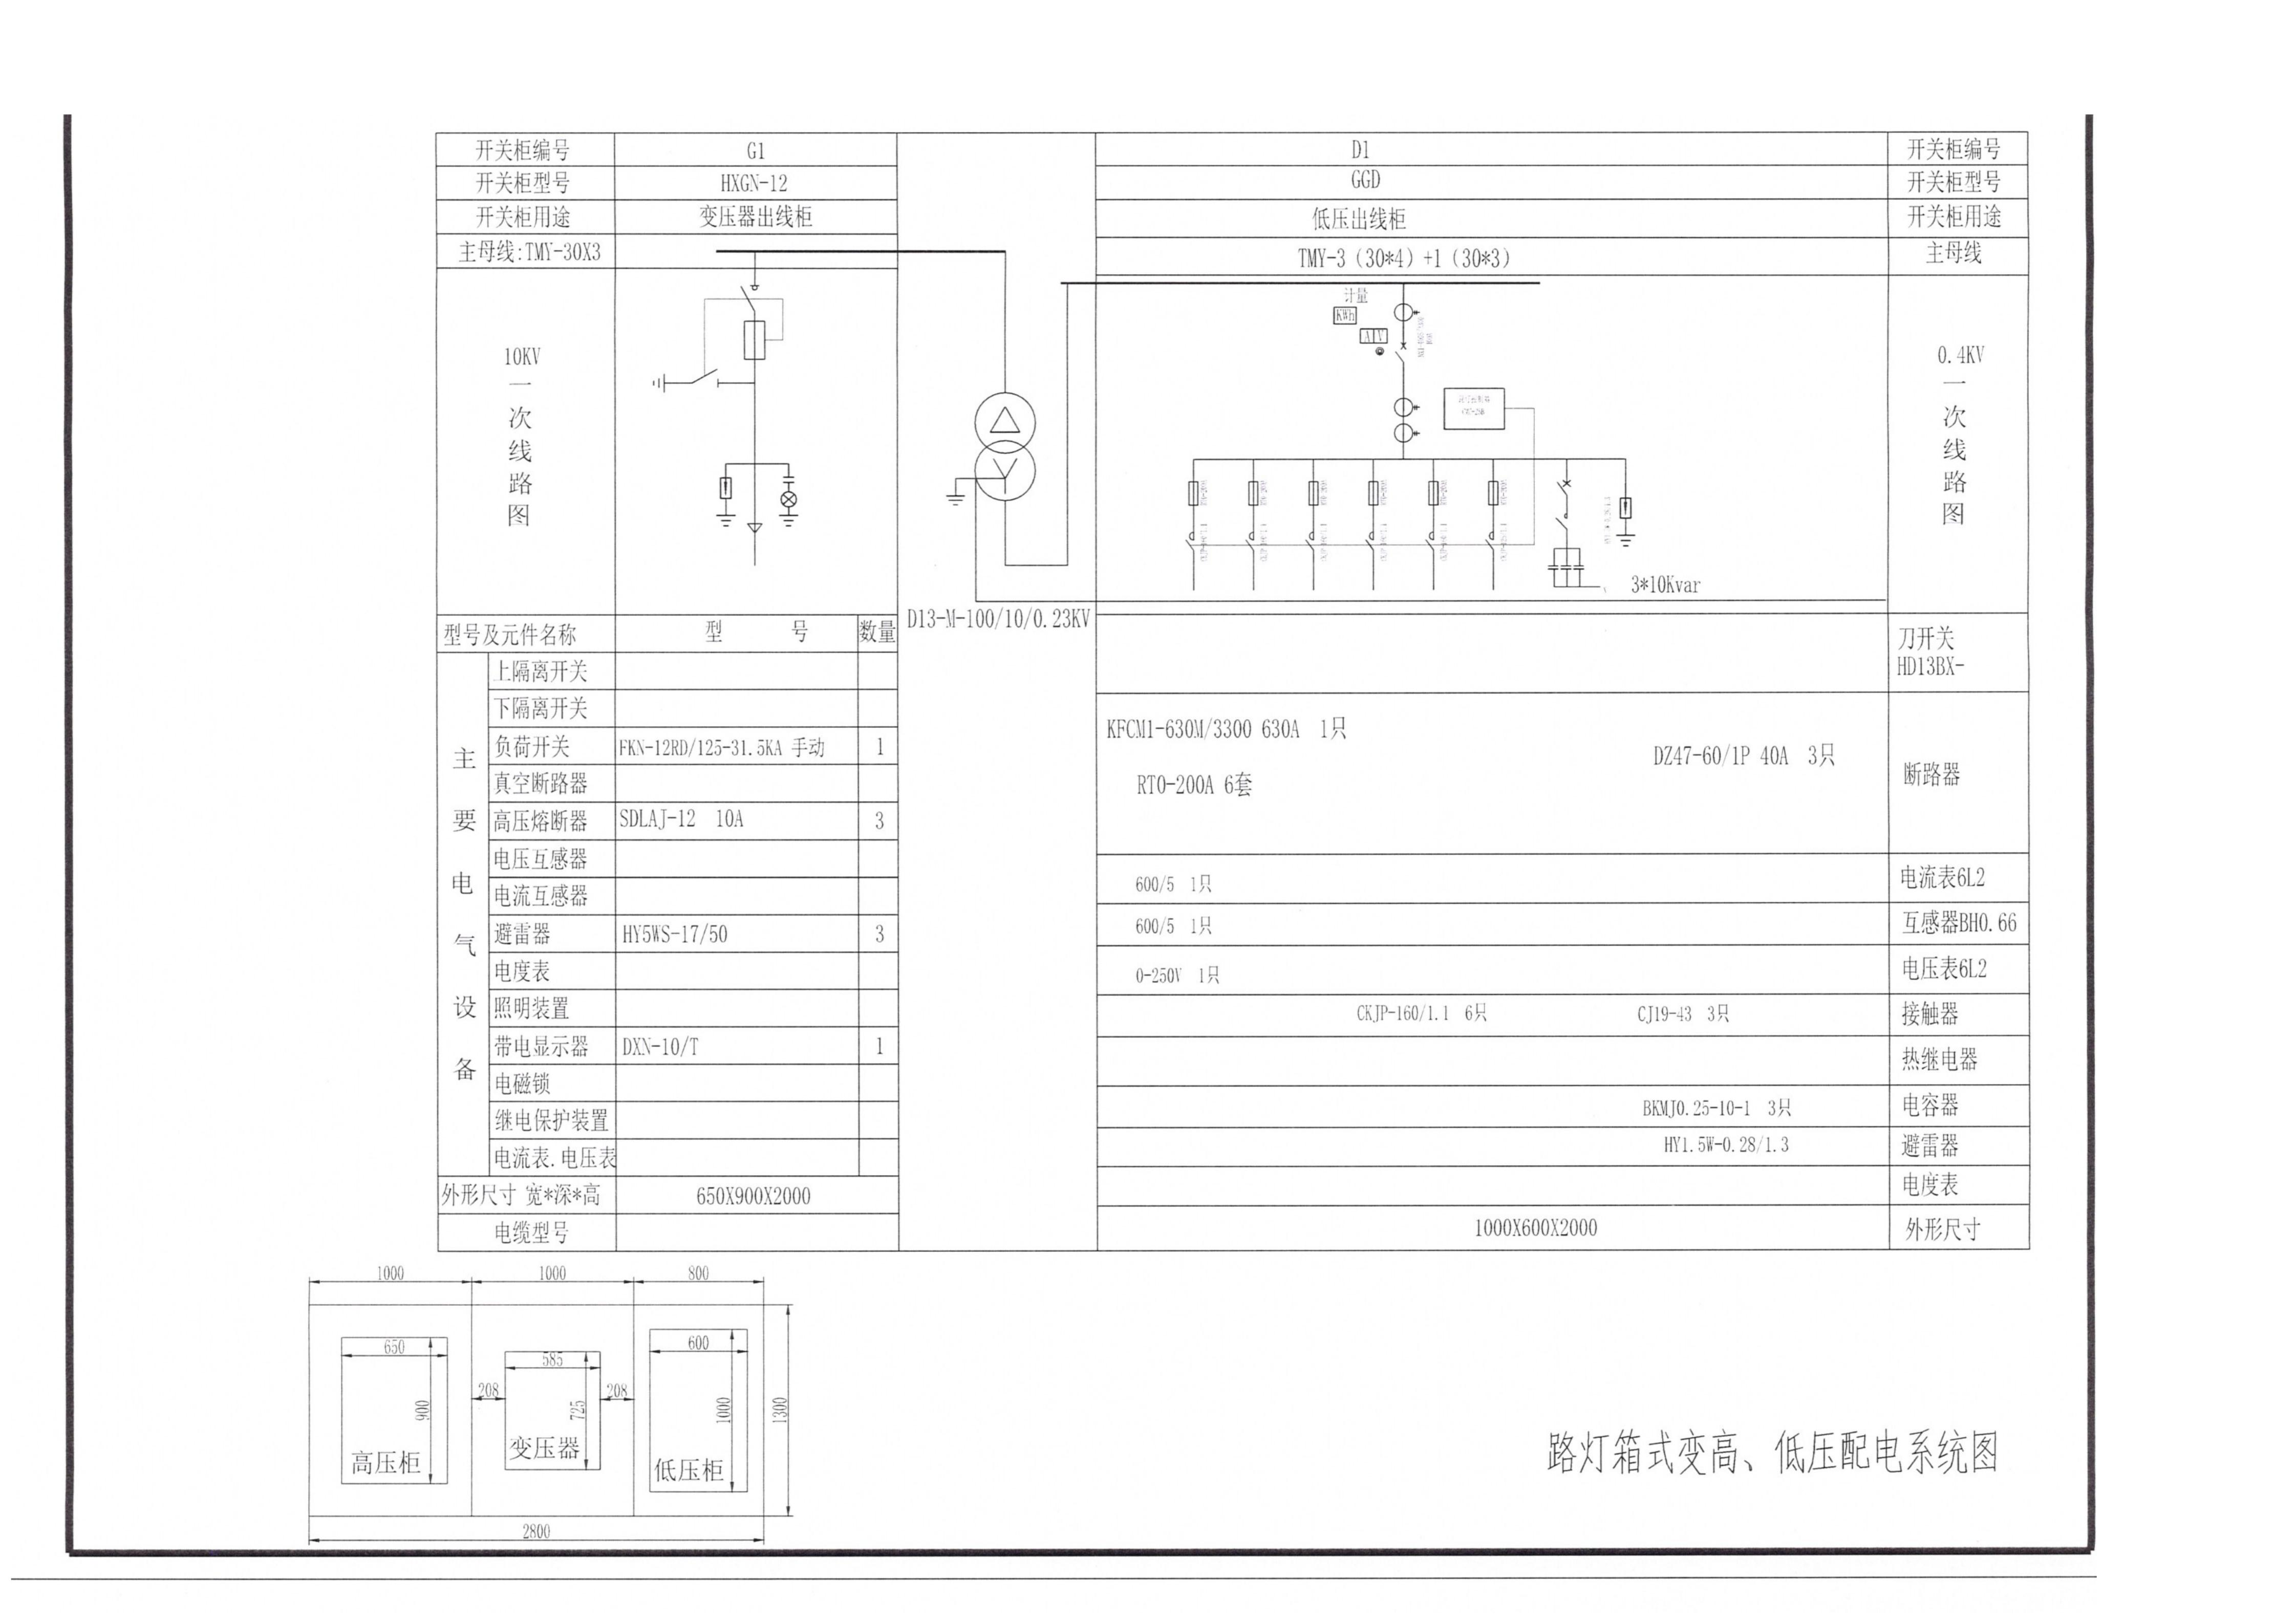 开关柜编号 G1 D1 开关柜编号
开关柜型号 HXGN-12 GGD 开关柜型号
开关柜用途 变压器出线柜 低压出线柜 开关柜用途
主母线:TMY-30X3 TMY-3（30*4）+1（30*3） 主母线
10KV
一
次
线
路
图
计量
KWh
A V
0.4KV
一
次
线
路
图
3*10Kvar
D13-M-100/10/0.23KV
型号及元件名称 型 号 数量
主要电气设备
上隔离开关
下隔离开关
负荷开关 FKN-12RD/125-31.5KA 手动 1
真空断路器
高压熔断器 SDLAJ-12 10A 3
电压互感器
电流互感器
避雷器 HY5WS-17/50 3
电度表
照明装置
带电显示器 DXN-10/T 1
电磁锁
继电保护装置
电流表.电压表
外形尺寸 宽*深*高 650X900X2000
电缆型号
刀开关
HD13BX-
KFCM1-630M/3300 630A 1只
DZ47-60/1P 40A 3只
RTO-200A 6套
断路器
600/5 1只 电流表6L2
600/5 1只 互感器BH0.66
0-250V 1只 电压表6L2
CKJP-160/1.1 6只 CJ19-43 3只 接触器
热继电器
BKMJ0.25-10-1 3只 电容器
HY1.5W-0.28/1.3 避雷器
电度表
1000X600X2000 外形尺寸
1000 1000 800
650 585 600
208 208
900 725 1000 1300
高压柜 变压器 低压柜
2800
路灯箱式变高、低压配电系统图